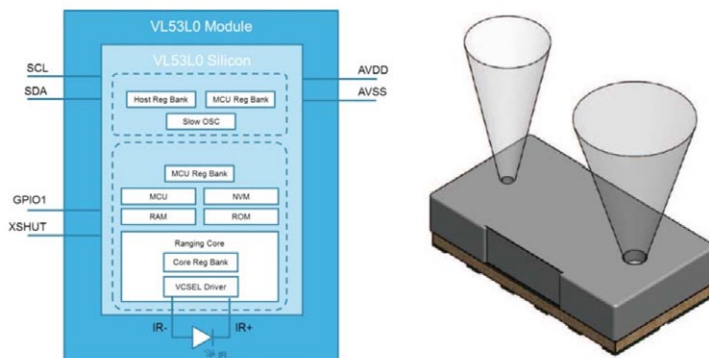 VL53L0 Module
VL53L0 Silicon
SCL
SDA
AVDD
AVSS
Host Reg Bank
MCU Reg Bank
Slow OSC
MCU Reg Bank
GPIO1
XSHUT
MCU
NVM
RAM
ROM
Ranging Core
Core Reg Bank
VCSEL Driver
IR-
IR+